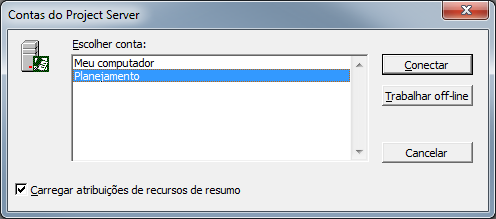 Contas do Project Server
Escolher conta:
Meu computador
Planejamento
Conectar
Trabalhar off-line
Cancelar
Carregar atribuições de recursos de resumo